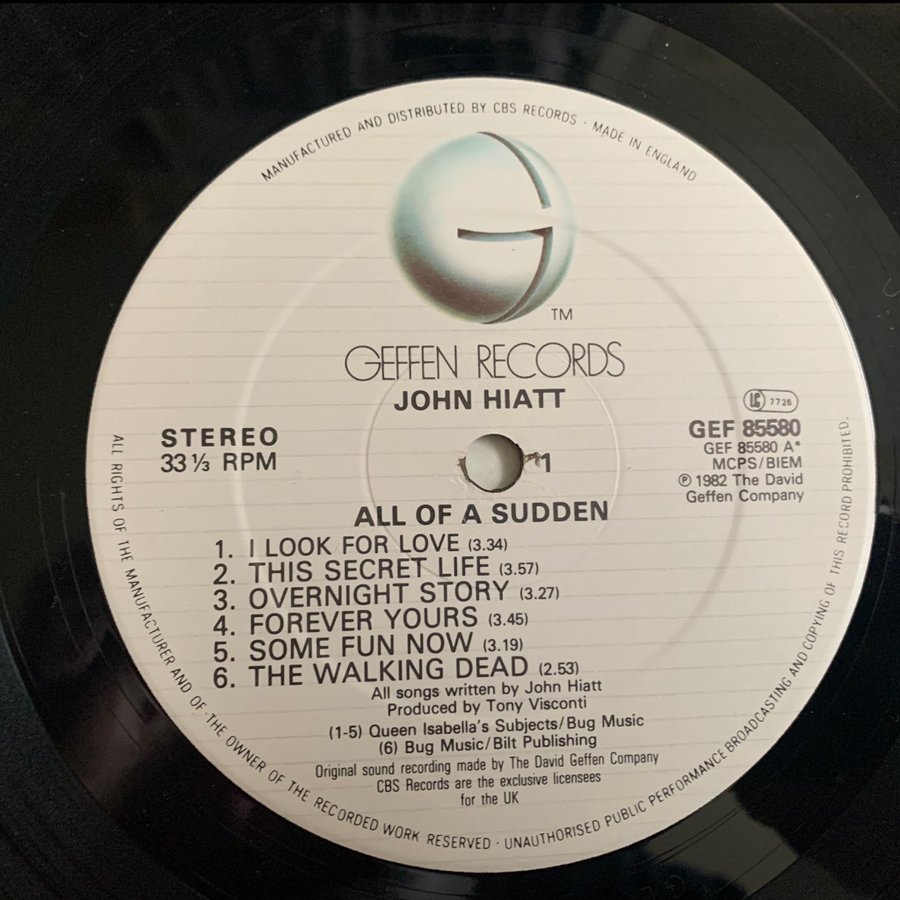 MANUFACTURED AND DISTRIBUTED BY CBS RECORDS · MADE IN ENGLAND
TM
GEFFEN RECORDS
JOHN HIATT
STEREO
33 1/3 RPM
1
LC 7726
GEF 85580
GEF 85580 A*
MCPS/BIEM
℗ 1982 The David
Geffen Company
ALL OF A SUDDEN
1. I LOOK FOR LOVE (3.34)
2. THIS SECRET LIFE (3.57)
3. OVERNIGHT STORY (3.27)
4. FOREVER YOURS (3.45)
5. SOME FUN NOW (3.19)
6. THE WALKING DEAD (2.53)
All songs written by John Hiatt
Produced by Tony Visconti
(1-5) Queen Isabella's Subjects/Bug Music
(6) Bug Music/Bilt Publishing
Original sound recording made by The David Geffen Company
CBS Records are the exclusive licensees
for the UK
ALL RIGHTS OF THE MANUFACTURER AND OF THE OWNER OF THE RECORDED WORK RESERVED · UNAUTHORISED PUBLIC PERFORMANCE BROADCASTING AND COPYING OF THIS RECORD PROHIBITED.